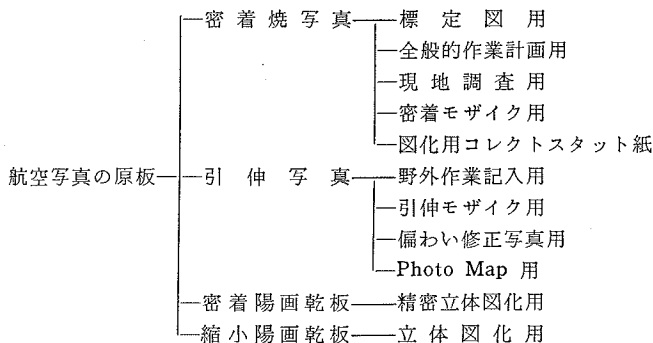 密着焼写真 標定図用
全般的作業計画用
現地調査用
密着モザイク用
図化用コレクトスタット紙
航空写真の原板 引伸写真 野外作業記入用
引伸モザイク用
偏わい修正写真用
Photo Map 用
密着陽画乾板 精密立体図化用
縮小陽画乾板 立体図化用